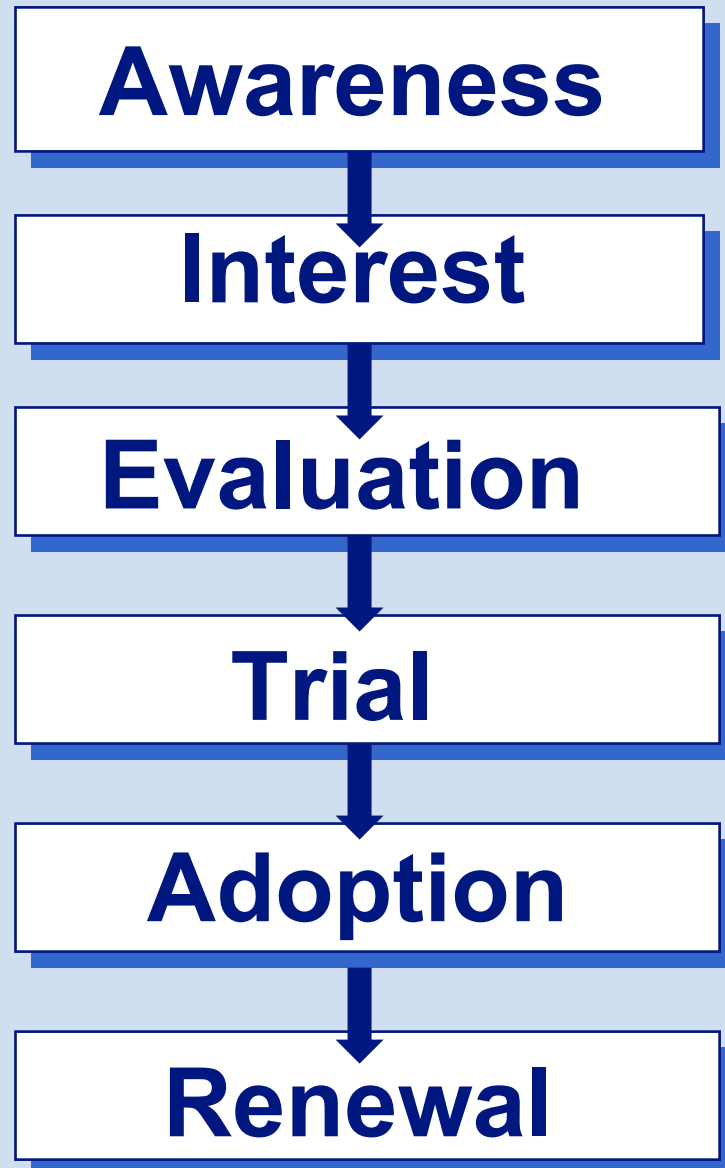 Awareness
Interest
Evaluation
Trial
Adoption
Renewal